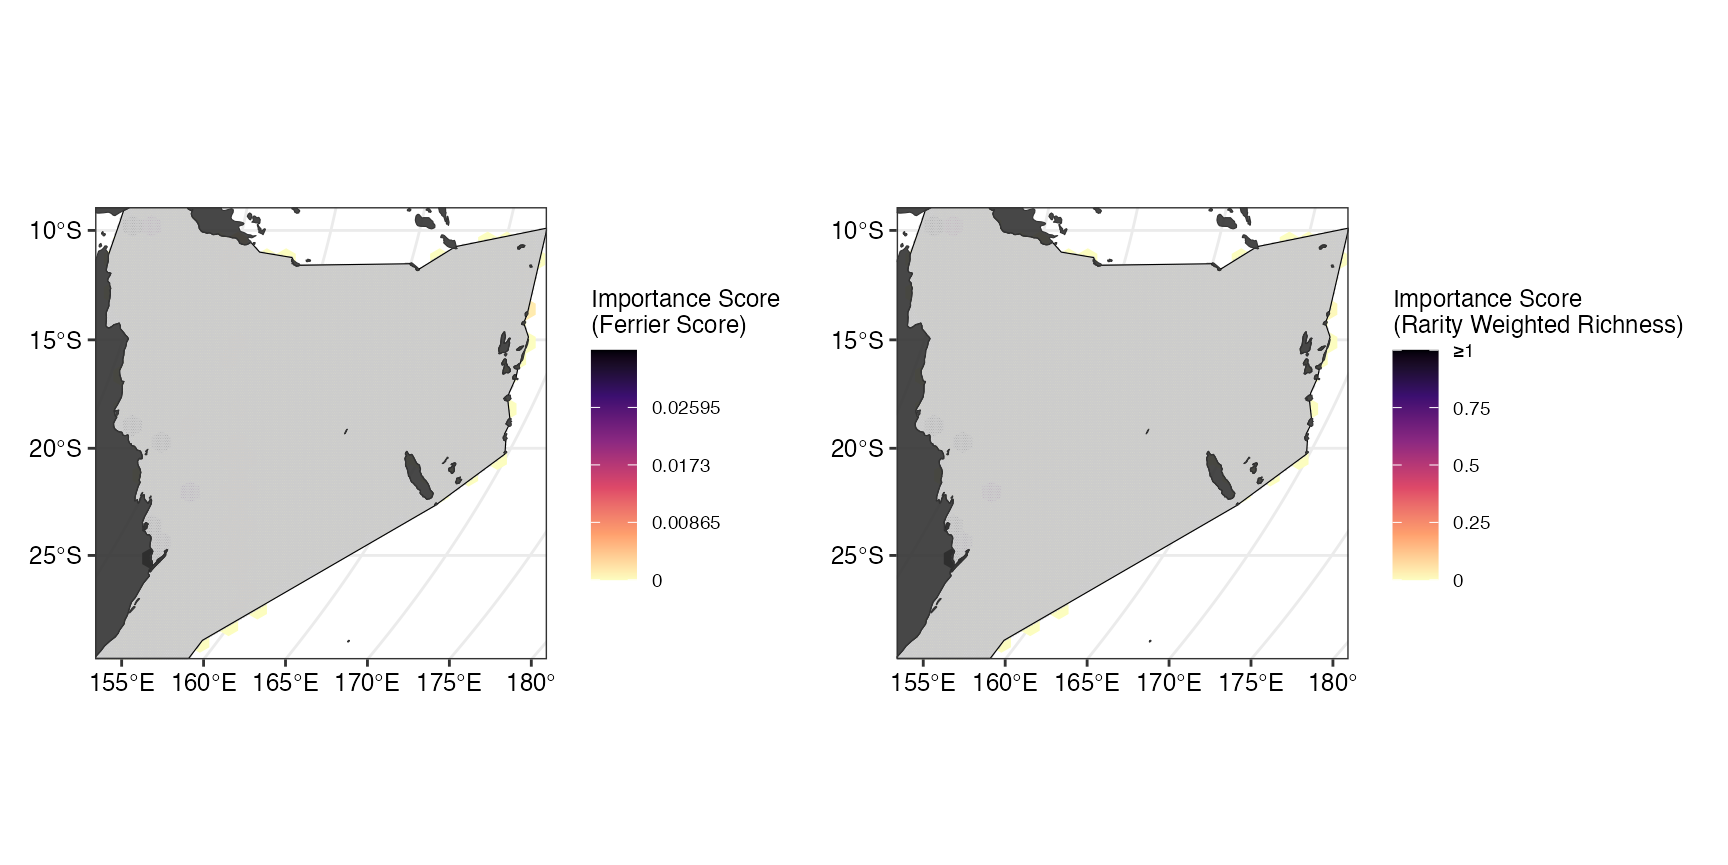 10°S
15°S
20°S
25°S
155°E 160°E 165°E 170°E 175°E 180°
Importance Score
(Ferrier Score)
0.02595
0.0173
0.00865
0
10°S
15°S
20°S
25°S
155°E 160°E 165°E 170°E 175°E 180°
Importance Score
(Rarity Weighted Richness)
≥1
0.75
0.5
0.25
0